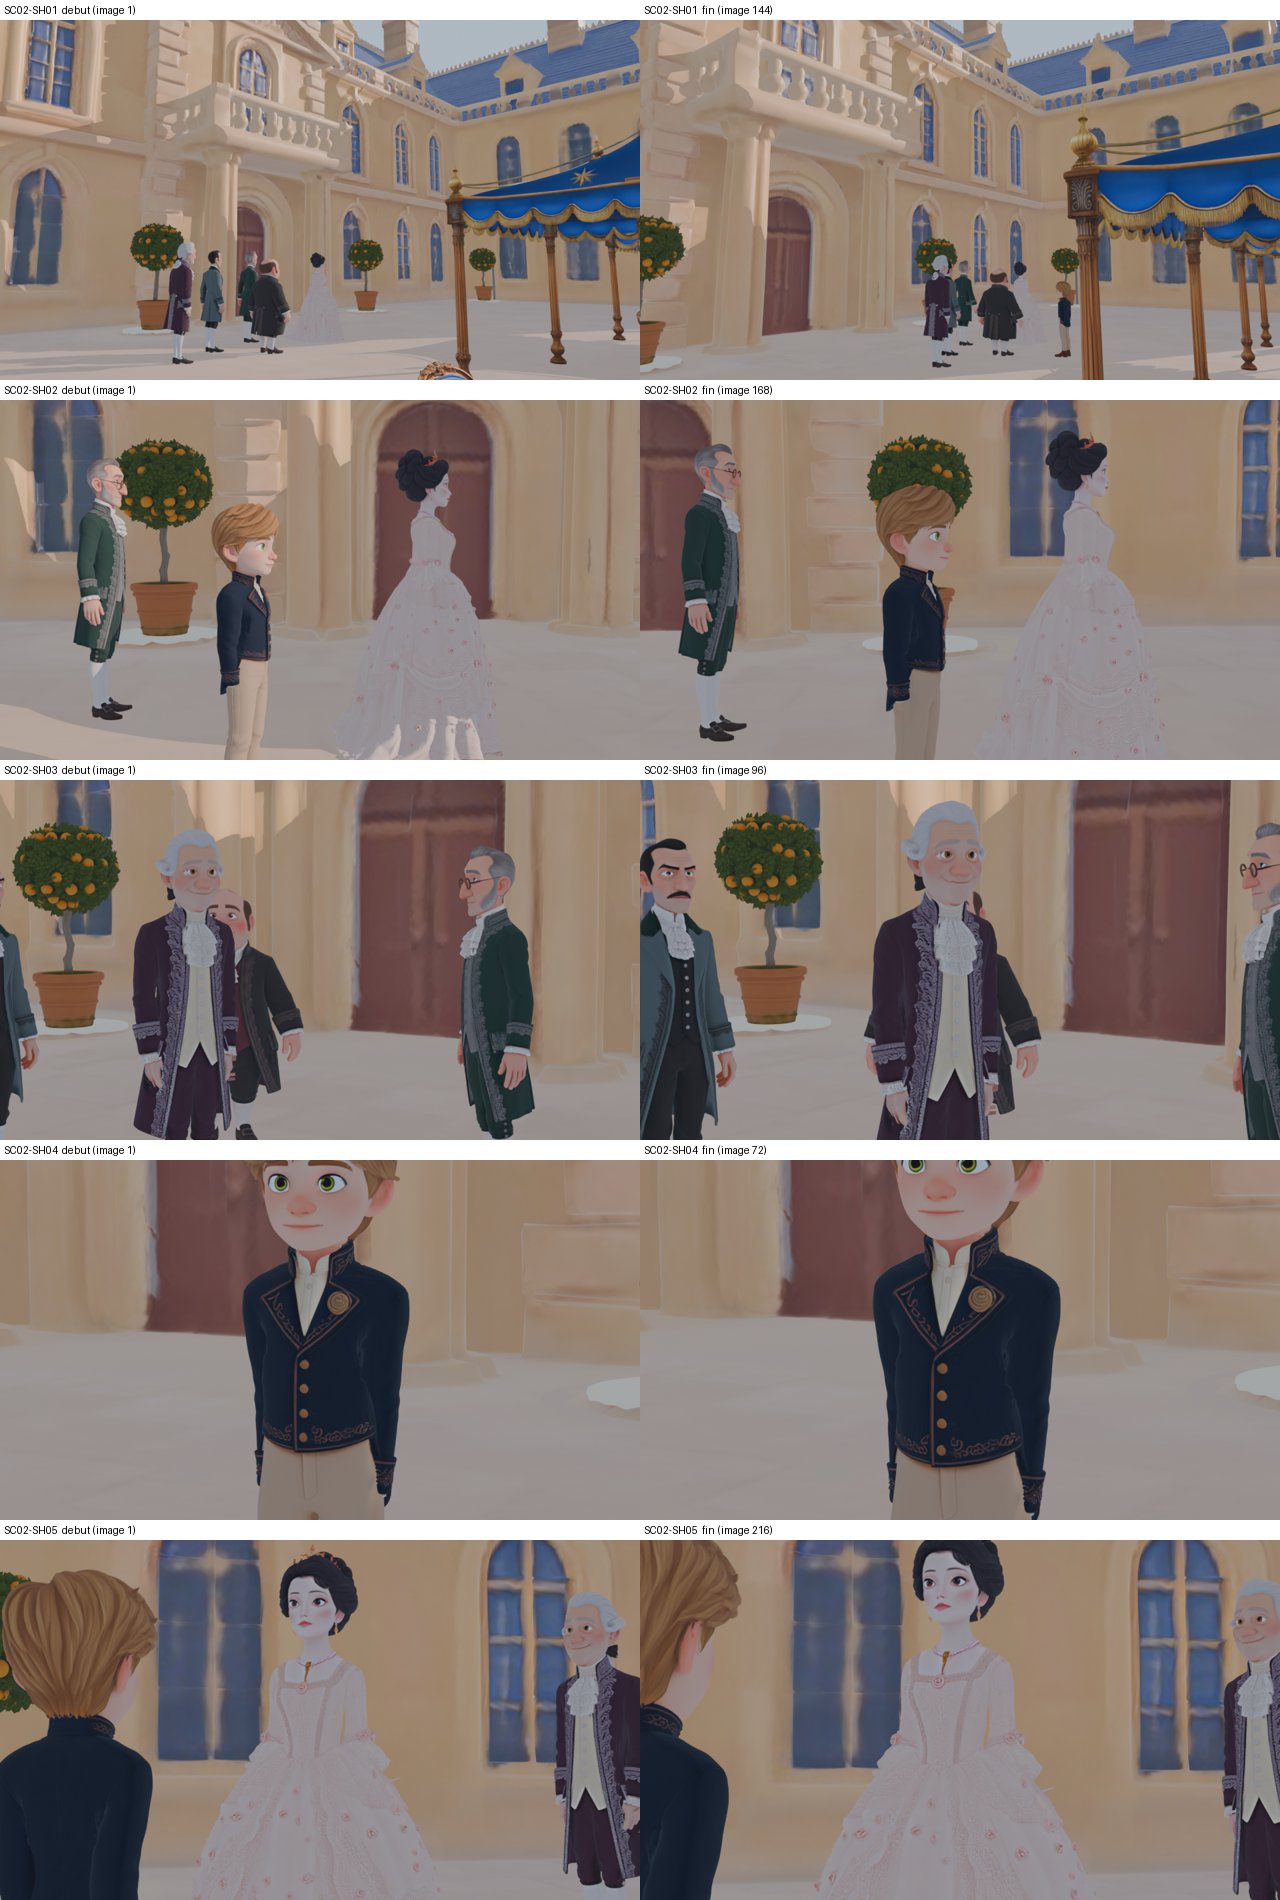 SC02-SH01 debut (image 1)
SC02-SH01 fin (image 144)
SC02-SH02 debut (image 1)
SC02-SH02 fin (image 168)
SC02-SH03 debut (image 1)
SC02-SH03 fin (image 96)
SC02-SH04 debut (image 1)
SC02-SH04 fin (image 72)
SC02-SH05 debut (image 1)
SC02-SH05 fin (image 216)